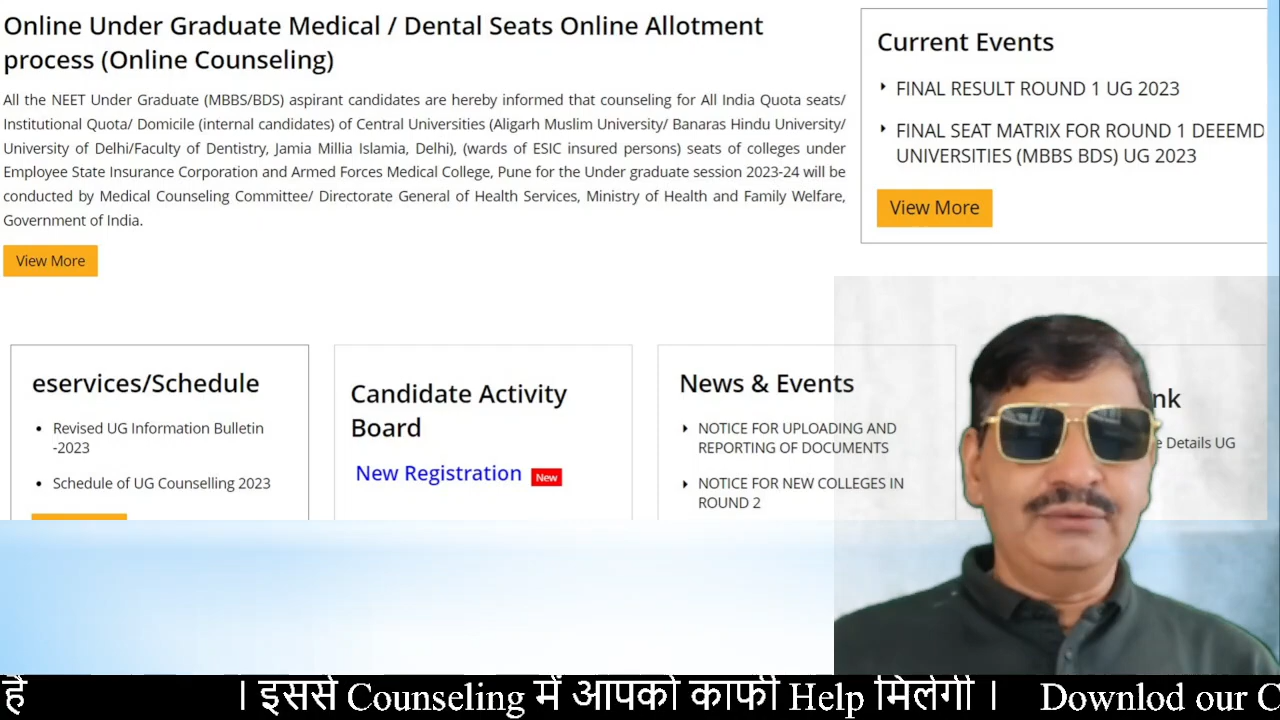 Online Under Graduate Medical / Dental Seats Online Allotment
process (Online Counseling)
All the NEET Under Graduate (MBBS/BDS) aspirant candidates are hereby informed that counseling for All India Quota seats/
Institutional Quota/ Domicile (internal candidates) of Central Universities (Aligarh Muslim University/ Banaras Hindu University/
University of Delhi/Faculty of Dentistry, Jamia Millia Islamia, Delhi), (wards of ESIC insured persons) seats of colleges under
Employee State Insurance Corporation and Armed Forces Medical College, Pune for the Under graduate session 2023-24 will be
conducted by Medical Counseling Committee/ Directorate General of Health Services, Ministry of Health and Family Welfare,
Government of India.
View More
Current Events
FINAL RESULT ROUND 1 UG 2023
FINAL SEAT MATRIX FOR ROUND 1 DEEEMD
UNIVERSITIES (MBBS BDS) UG 2023
View More
eservices/Schedule
Revised UG Information Bulletin
-2023
Schedule of UG Counselling 2023
Candidate Activity
Board
New Registration New
News & Events
NOTICE FOR UPLOADING AND
REPORTING OF DOCUMENTS
NOTICE FOR NEW COLLEGES IN
ROUND 2
nk
e Details UG
हैं । इससे Counseling में आपको काफी Help मिलेगी । Downlod our C